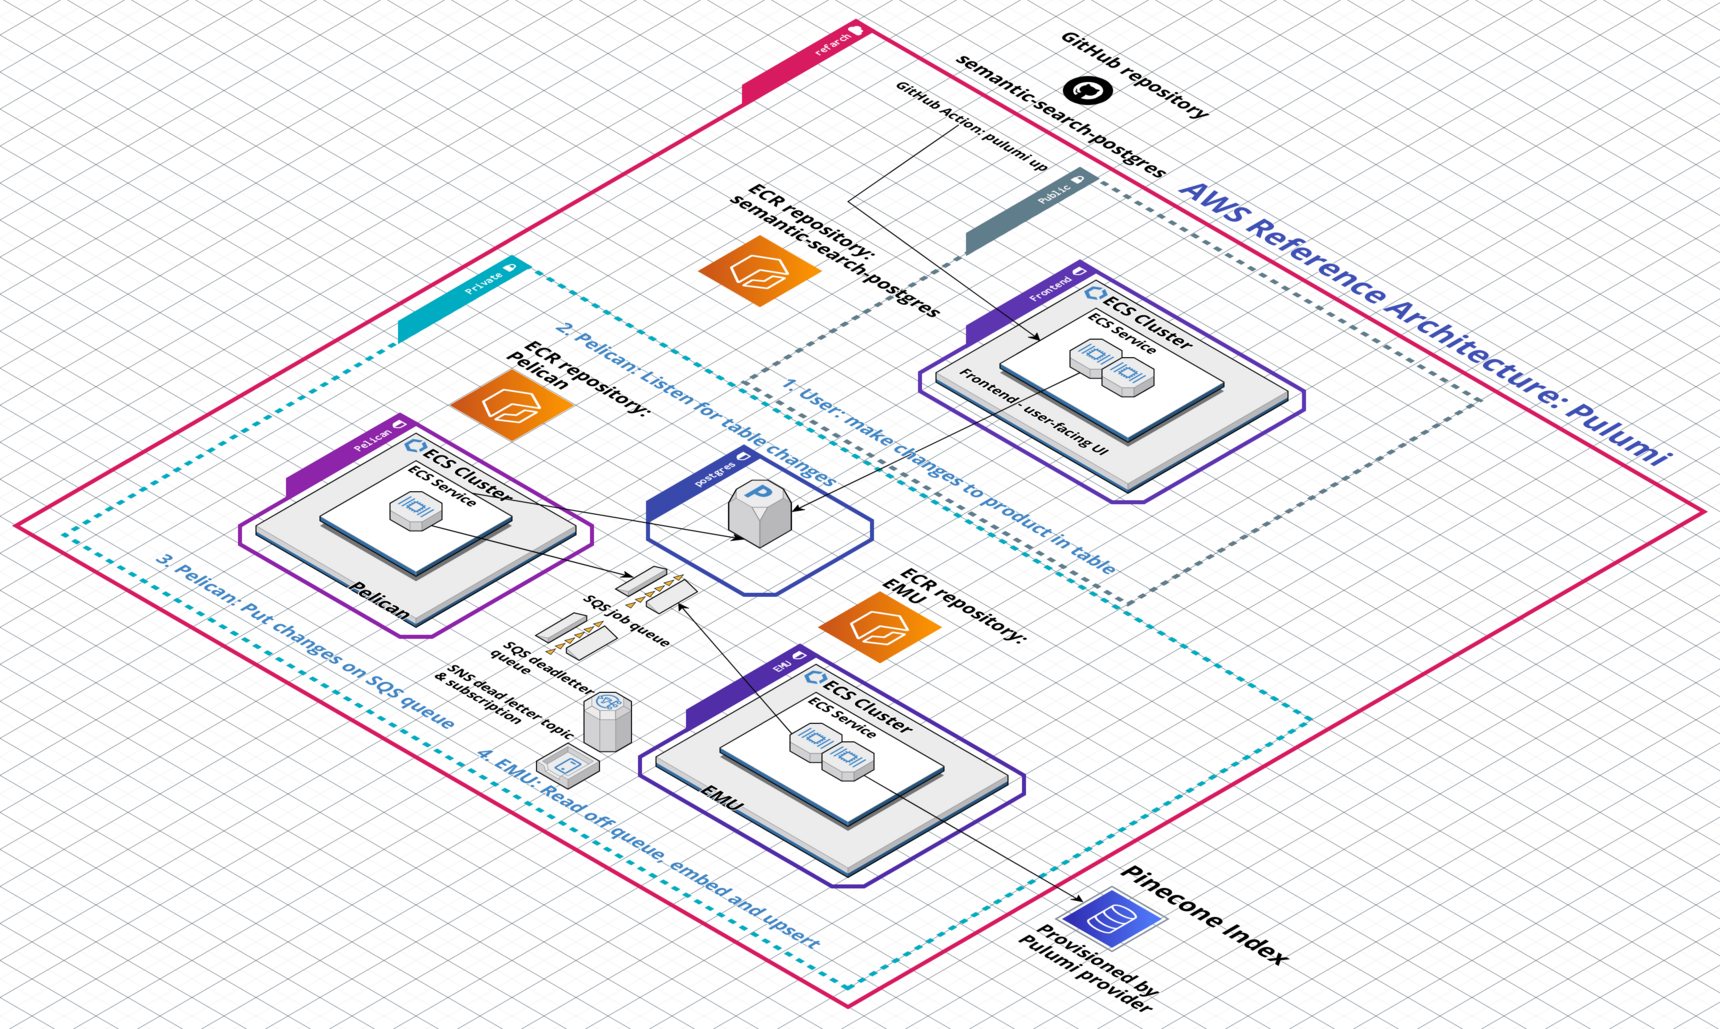 refarch
GitHub repository
semantic-search-postgres
GitHub Action: pulumi up
AWS Reference Architecture: Pulumi
Public
ECR repository:
semantic-search-postgres
Frontend
ECS Cluster
ECS Service
Frontend - user-facing UI
Private
1. User: make changes to product in table
2. Pelican: Listen for table changes
ECR repository:
Pelican
Pelican
ECS Cluster
ECS Service
Pelican
postgres
P
3. Pelican: Put changes on SQS queue
SQS job queue
SQS deadletter
queue
SNS dead letter topic
& subscription
ECR repository:
EMU
EMU
ECS Cluster
ECS Service
EMU
4. EMU: Read off queue, embed and upsert
Pinecone Index
Provisioned by
Pulumi provider